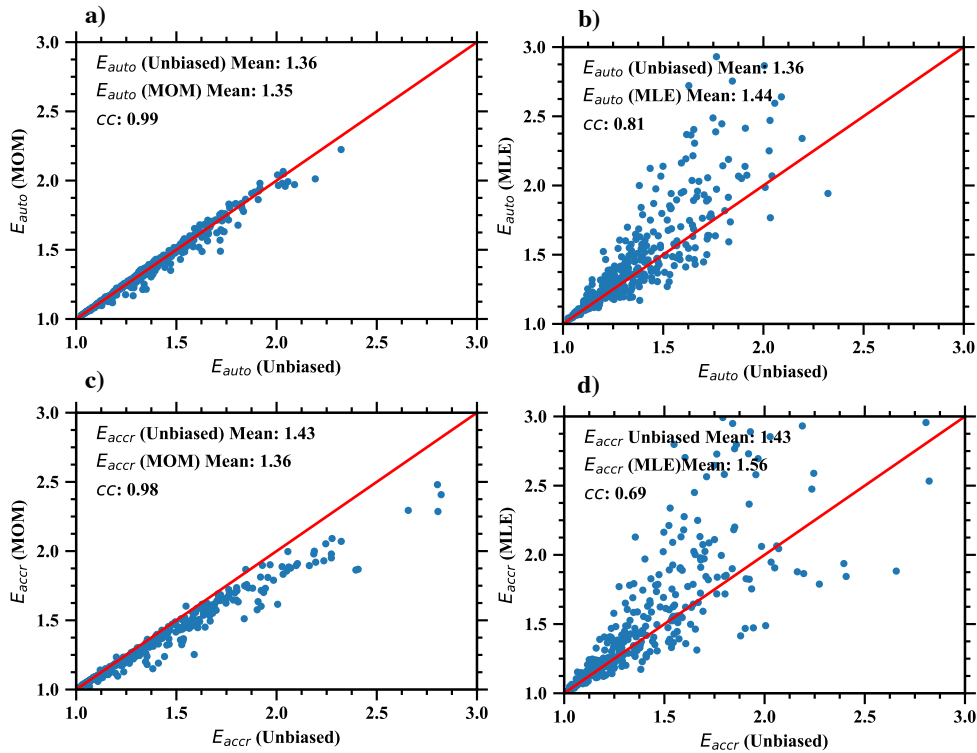 a)
3.0
2.5
2.0
1.5
1.0
E_auto (MOM)
E_auto (Unbiased) Mean: 1.36
E_auto (MOM) Mean: 1.35
cc: 0.99
1.0 1.5 2.0 2.5 3.0
E_auto (Unbiased)
b)
3.0
2.5
2.0
1.5
1.0
E_auto (MLE)
E_auto (Unbiased) Mean: 1.36
E_auto (MLE) Mean: 1.44
cc: 0.81
1.0 1.5 2.0 2.5 3.0
E_auto (Unbiased)
c)
3.0
2.5
2.0
1.5
1.0
E_accr (MOM)
E_accr (Unbiased) Mean: 1.43
E_accr (MOM) Mean: 1.36
cc: 0.98
1.0 1.5 2.0 2.5 3.0
E_accr (Unbiased)
d)
3.0
2.5
2.0
1.5
1.0
E_accr (MLE)
E_accr Unbiased Mean: 1.43
E_accr (MLE)Mean: 1.56
cc: 0.69
1.0 1.5 2.0 2.5 3.0
E_accr (Unbiased)